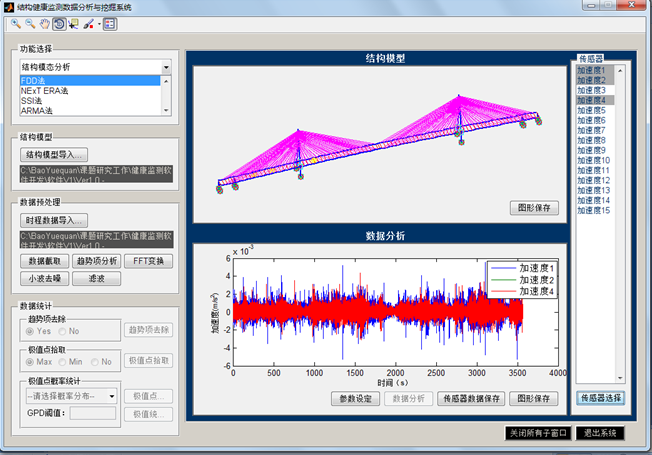 结构健康监测数据分析与挖掘系统
功能选择
结构模态分析
FDD法
NExT ERA法
SSI法
ARMA法
结构模型
结构模型导入...
C:\BaoYuequan\课题研究工作\健康监测软
件开发\软件V1\Ver1.0 .
数据预处理
时程数据导入...
C:\BaoYuequan\课题研究工作\健康监测软
件开发\软件V1\Ver1.0 .
数据截取
趋势项分析
FFT变换
小波去噪
滤波
数据统计
趋势项去除
Yes No
趋势项去除
极值点拾取
Max Min No
极值点拾取
极值点概率统计
--请选择概率分布--
极值点...
GPD阈值:
极值统...
结构模型
图形保存
数据分析
x 10-3
6
4
2
0
-2
-4
-6
加速度(m/s²)
0 500 1000 1500 2000 2500 3000 3500 4000
时间 (s)
加速度1
加速度2
加速度4
参数设定
数据分析
传感器数据保存
图形保存
传感器
加速度1
加速度2
加速度3
加速度4
加速度5
加速度6
加速度7
加速度8
加速度9
加速度10
加速度11
加速度12
加速度13
加速度14
加速度15
传感器选择
关闭所有子窗口
退出系统